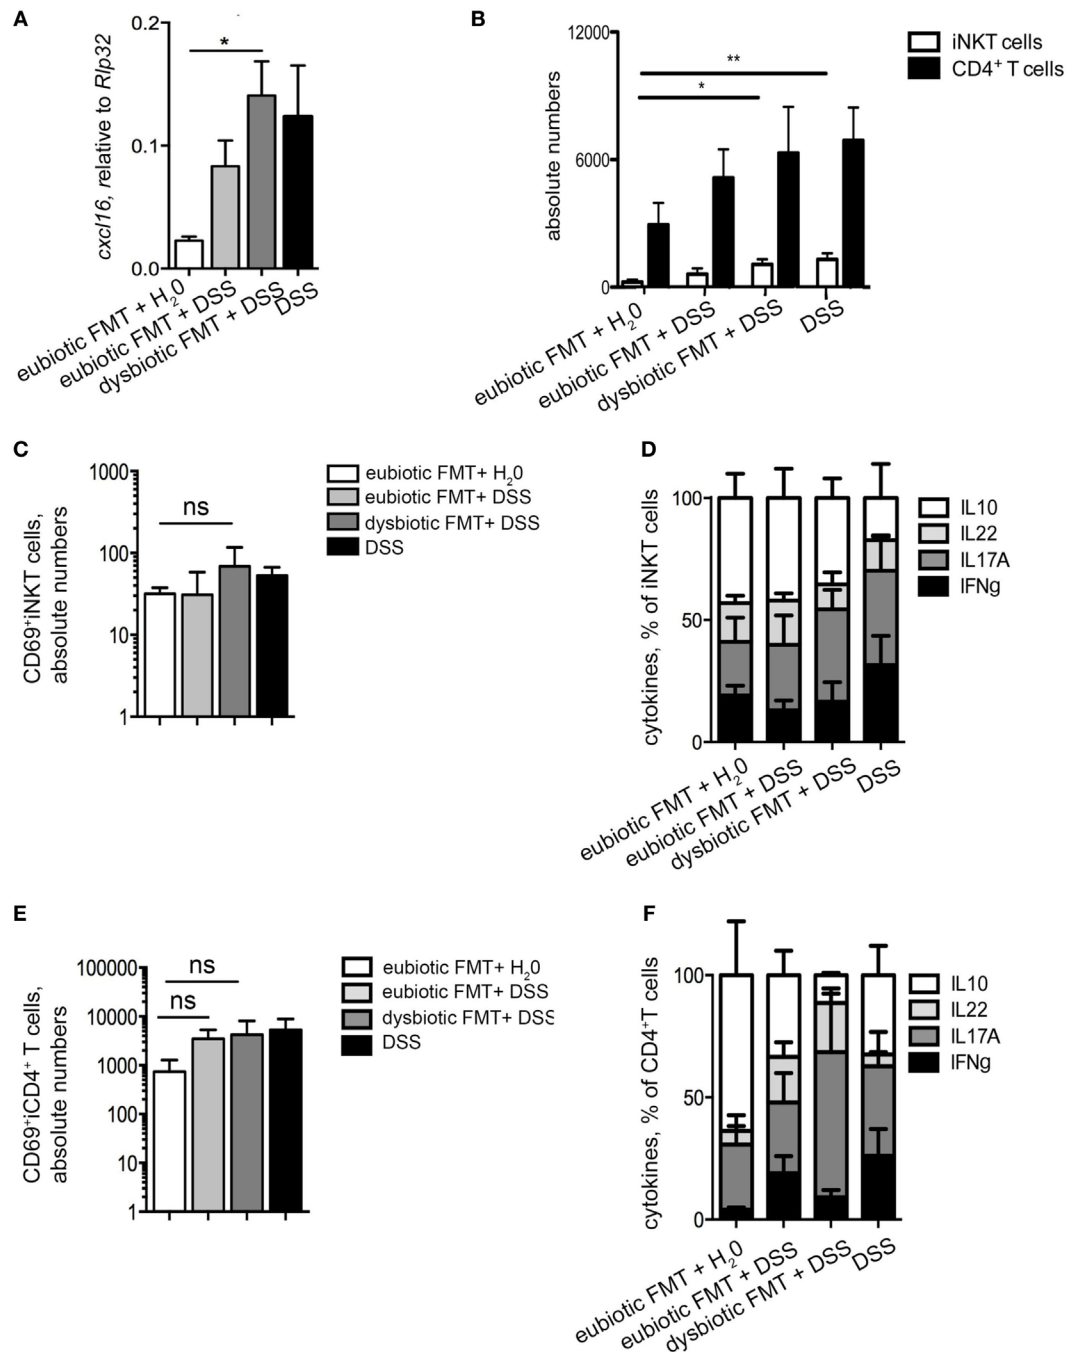 A
cxcl16, relative to Rlp32
0.2
0.1
0.0
*
eubiotic FMT + H20
eubiotic FMT + DSS
dysbiotic FMT + DSS
DSS
B
absolute numbers
12000
6000
0
**
*
iNKT cells
CD4+ T cells
eubiotic FMT + H20
eubiotic FMT + DSS
dysbiotic FMT + DSS
DSS
C
CD69+iNKT cells,
absolute numbers
1000
100
10
1
ns
eubiotic FMT+ H20
eubiotic FMT+ DSS
dysbiotic FMT+ DSS
DSS
D
cytokines, % of iNKT cells
100
50
0
IL10
IL22
IL17A
IFNg
eubiotic FMT + H20
eubiotic FMT + DSS
dysbiotic FMT + DSS
DSS
E
CD69+iCD4+ T cells,
absolute numbers
100000
10000
1000
100
10
1
ns
ns
eubiotic FMT+ H20
eubiotic FMT+ DSS
dysbiotic FMT+ DSS
DSS
F
cytokines, % of CD4+T cells
100
50
0
IL10
IL22
IL17A
IFNg
eubiotic FMT + H20
eubiotic FMT + DSS
dysbiotic FMT + DSS
DSS